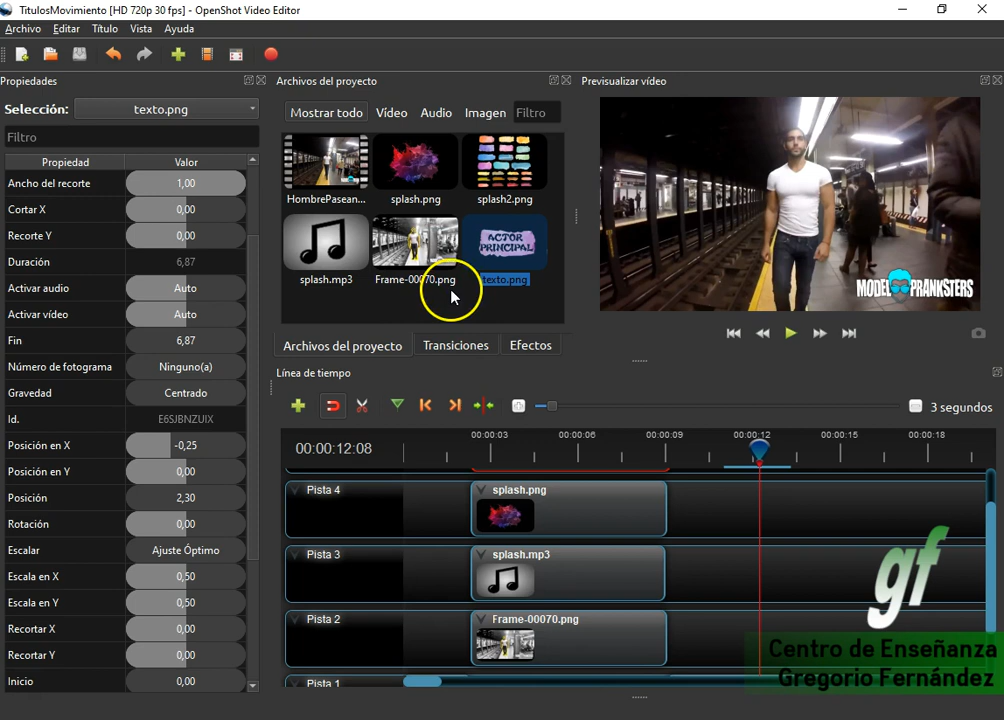 TitulosMovimiento [HD 720p 30 fps] - OpenShot Video Editor
Archivo Editar Título Vista Ayuda
Propiedades
Selección: texto.png
Filtro
Propiedad Valor
Ancho del recorte 1,00
Cortar X 0,00
Recorte Y 0,00
Duración 6,87
Activar audio Auto
Activar vídeo Auto
Fin 6,87
Número de fotograma Ninguno(a)
Gravedad Centrado
Id. E6SJBNZUIX
Posición en X -0,25
Posición en Y 0,00
Posición 2,30
Rotación 0,00
Escalar Ajuste Óptimo
Escala en X 0,50
Escala en Y 0,50
Recortar X 0,00
Recortar Y 0,00
Inicio 0,00
Archivos del proyecto
Mostrar todo Vídeo Audio Imagen Filtro
HombrePasean... splash.png splash2.png
ACTOR
PRINCIPAL
splash.mp3 Frame-00070.png texto.png
Archivos del proyecto Transiciones Efectos
Previsualizar vídeo
MODEL PRANKSTERS
Línea de tiempo
3 segundos
00:00:12:08
00:00:03 00:00:06 00:00:09 00:00:12 00:00:15 00:00:18
Pista 4 splash.png
Pista 3 splash.mp3
Pista 2 Frame-00070.png
Pista 1
gf
Centro de Enseñanza
Gregorio Fernández